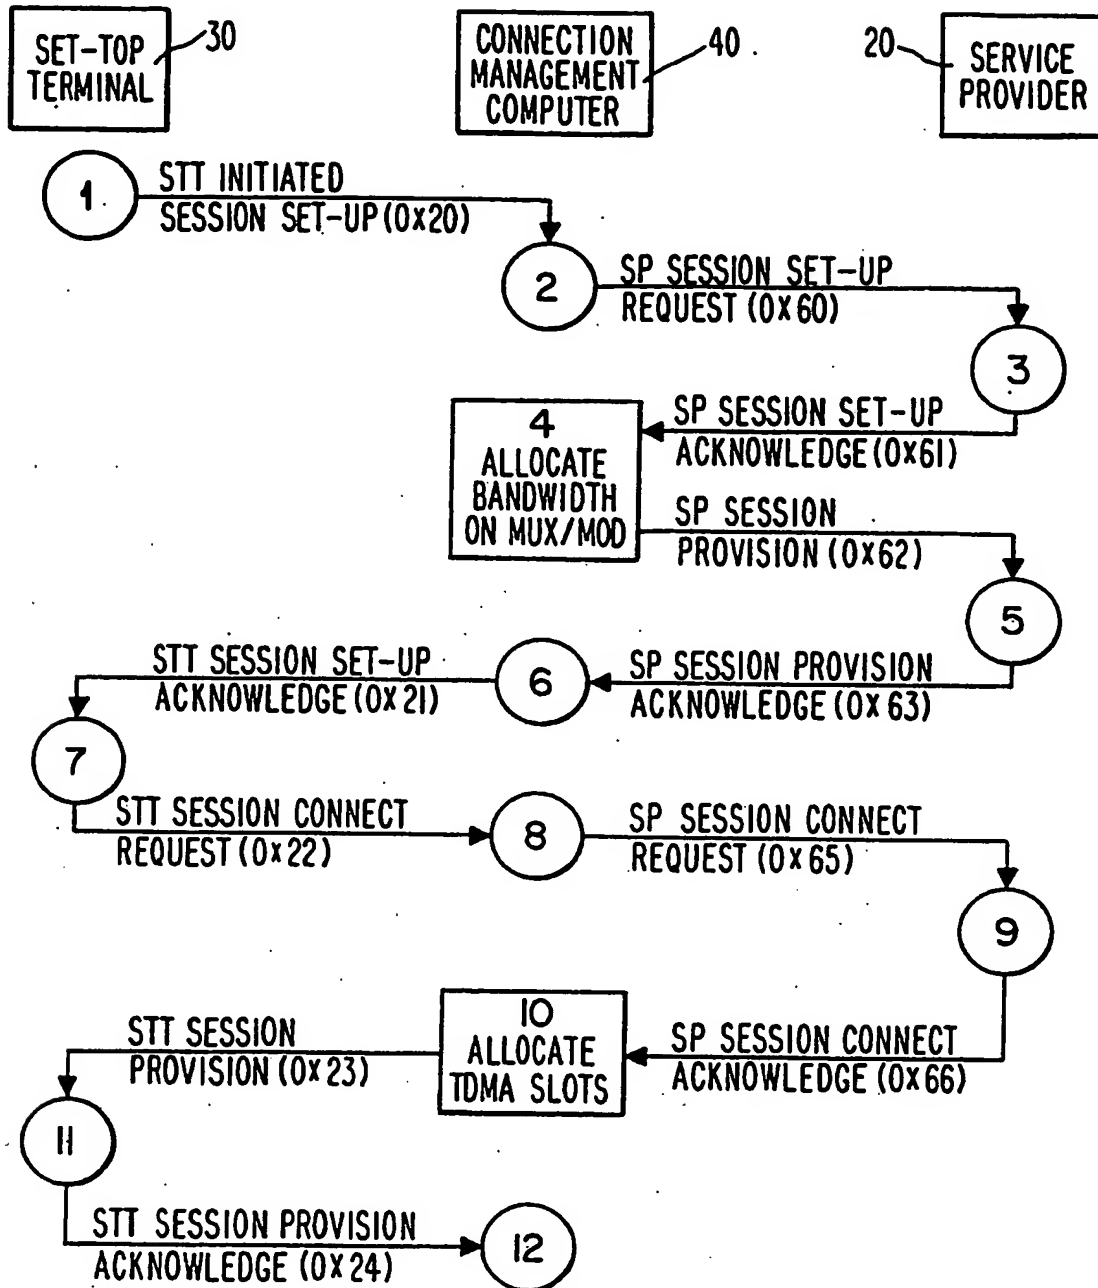 SET-TOP
TERMINAL
30
CONNECTION
MANAGEMENT
COMPUTER
40
20
SERVICE
PROVIDER
1
STT INITIATED
SESSION SET-UP (0X20)
2
SP SESSION SET-UP
REQUEST (0X60)
3
SP SESSION SET-UP
ACKNOWLEDGE (0X61)
4
ALLOCATE
BANDWIDTH
ON MUX/MOD
SP SESSION
PROVISION (0X62)
5
SP SESSION PROVISION
ACKNOWLEDGE (0X63)
6
STT SESSION SET-UP
ACKNOWLEDGE (0X21)
7
STT SESSION CONNECT
REQUEST (0X22)
8
SP SESSION CONNECT
REQUEST (0X65)
9
SP SESSION CONNECT
ACKNOWLEDGE (0X66)
10
ALLOCATE
TDMA SLOTS
STT SESSION
PROVISION (0X23)
11
STT SESSION PROVISION
ACKNOWLEDGE (0X24)
12